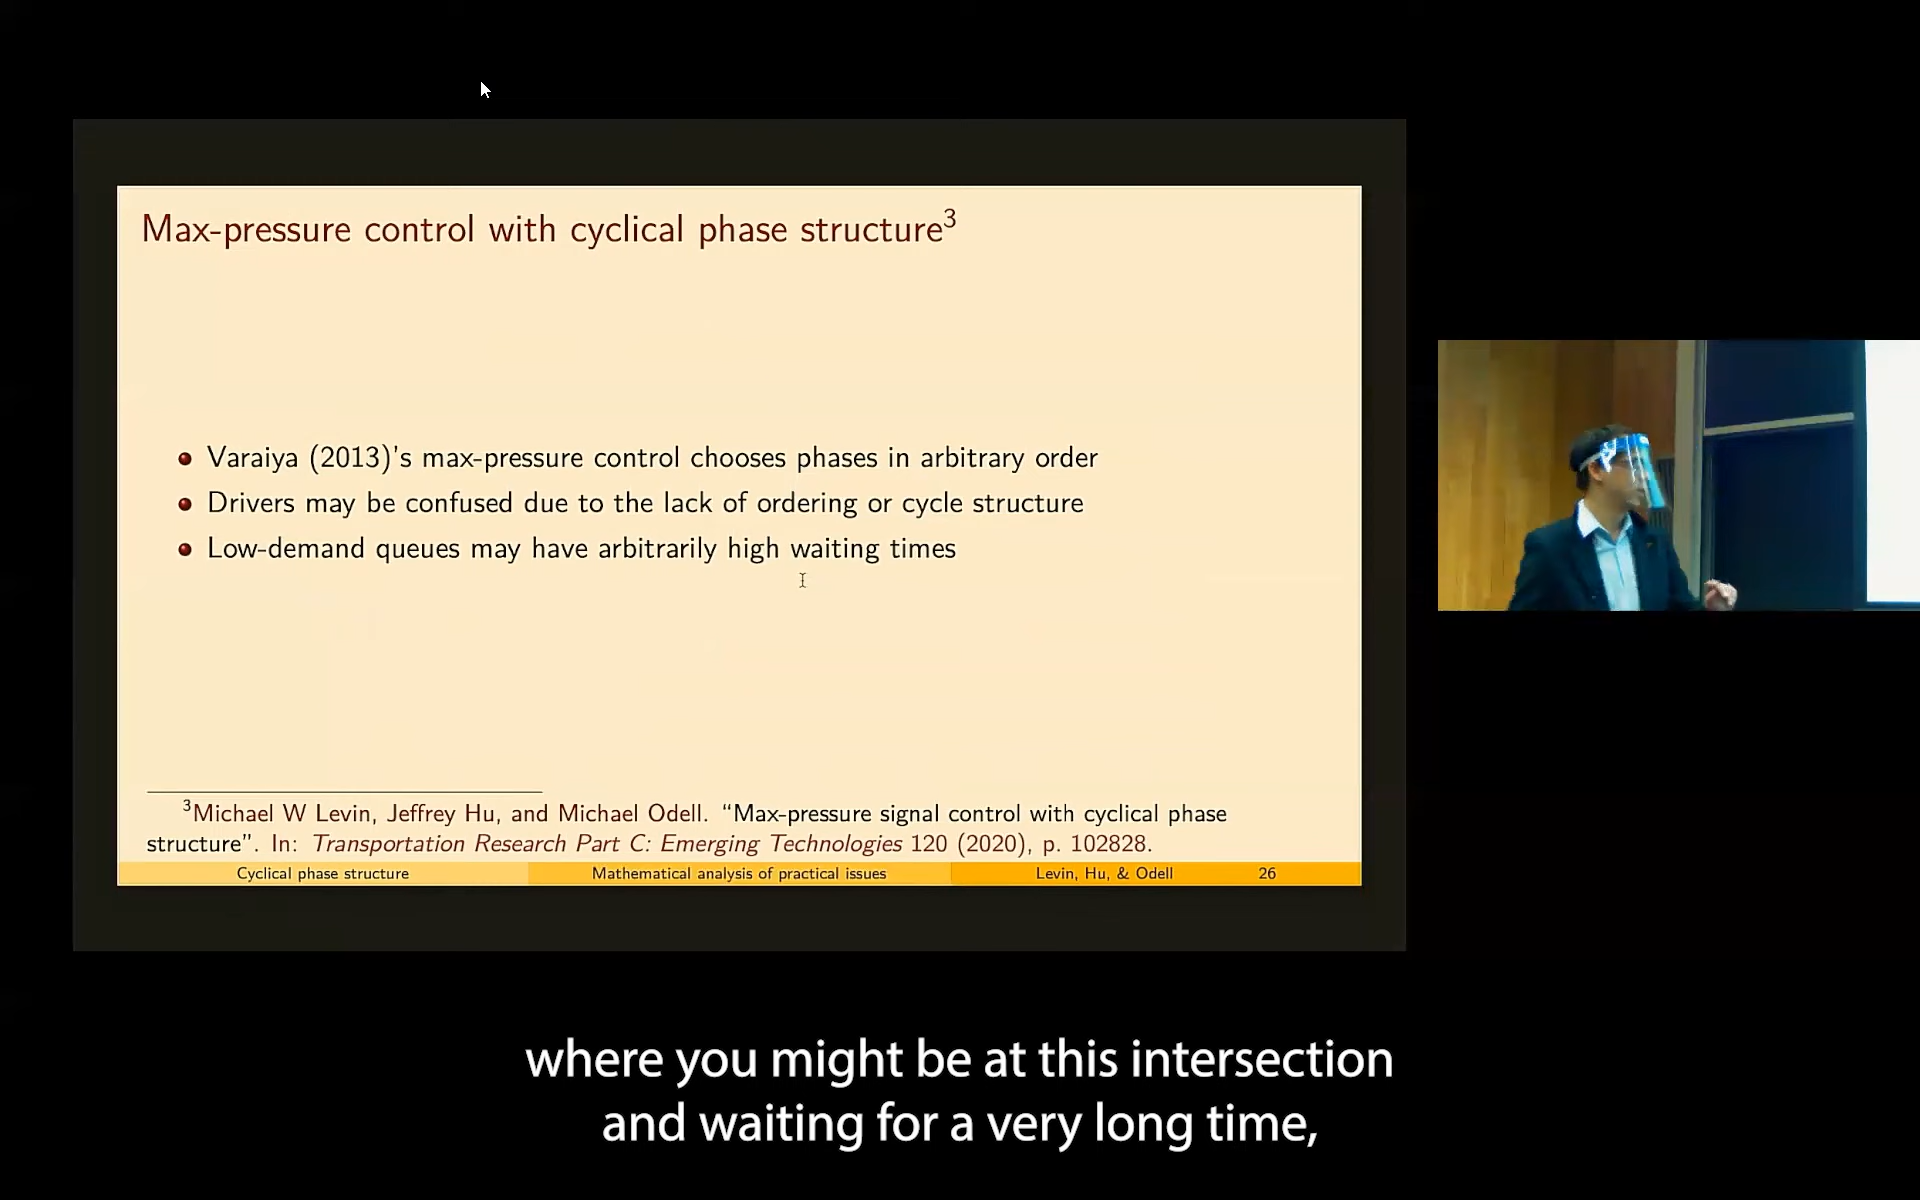 Max-pressure control with cyclical phase structure3
Varaiya (2013)'s max-pressure control chooses phases in arbitrary order
Drivers may be confused due to the lack of ordering or cycle structure
Low-demand queues may have arbitrarily high waiting times
3Michael W Levin, Jeffrey Hu, and Michael Odell. “Max-pressure signal control with cyclical phase
structure”. In: Transportation Research Part C: Emerging Technologies 120 (2020), p. 102828.
Cyclical phase structure Mathematical analysis of practical issues Levin, Hu, & Odell 26
where you might be at this intersection
and waiting for a very long time,